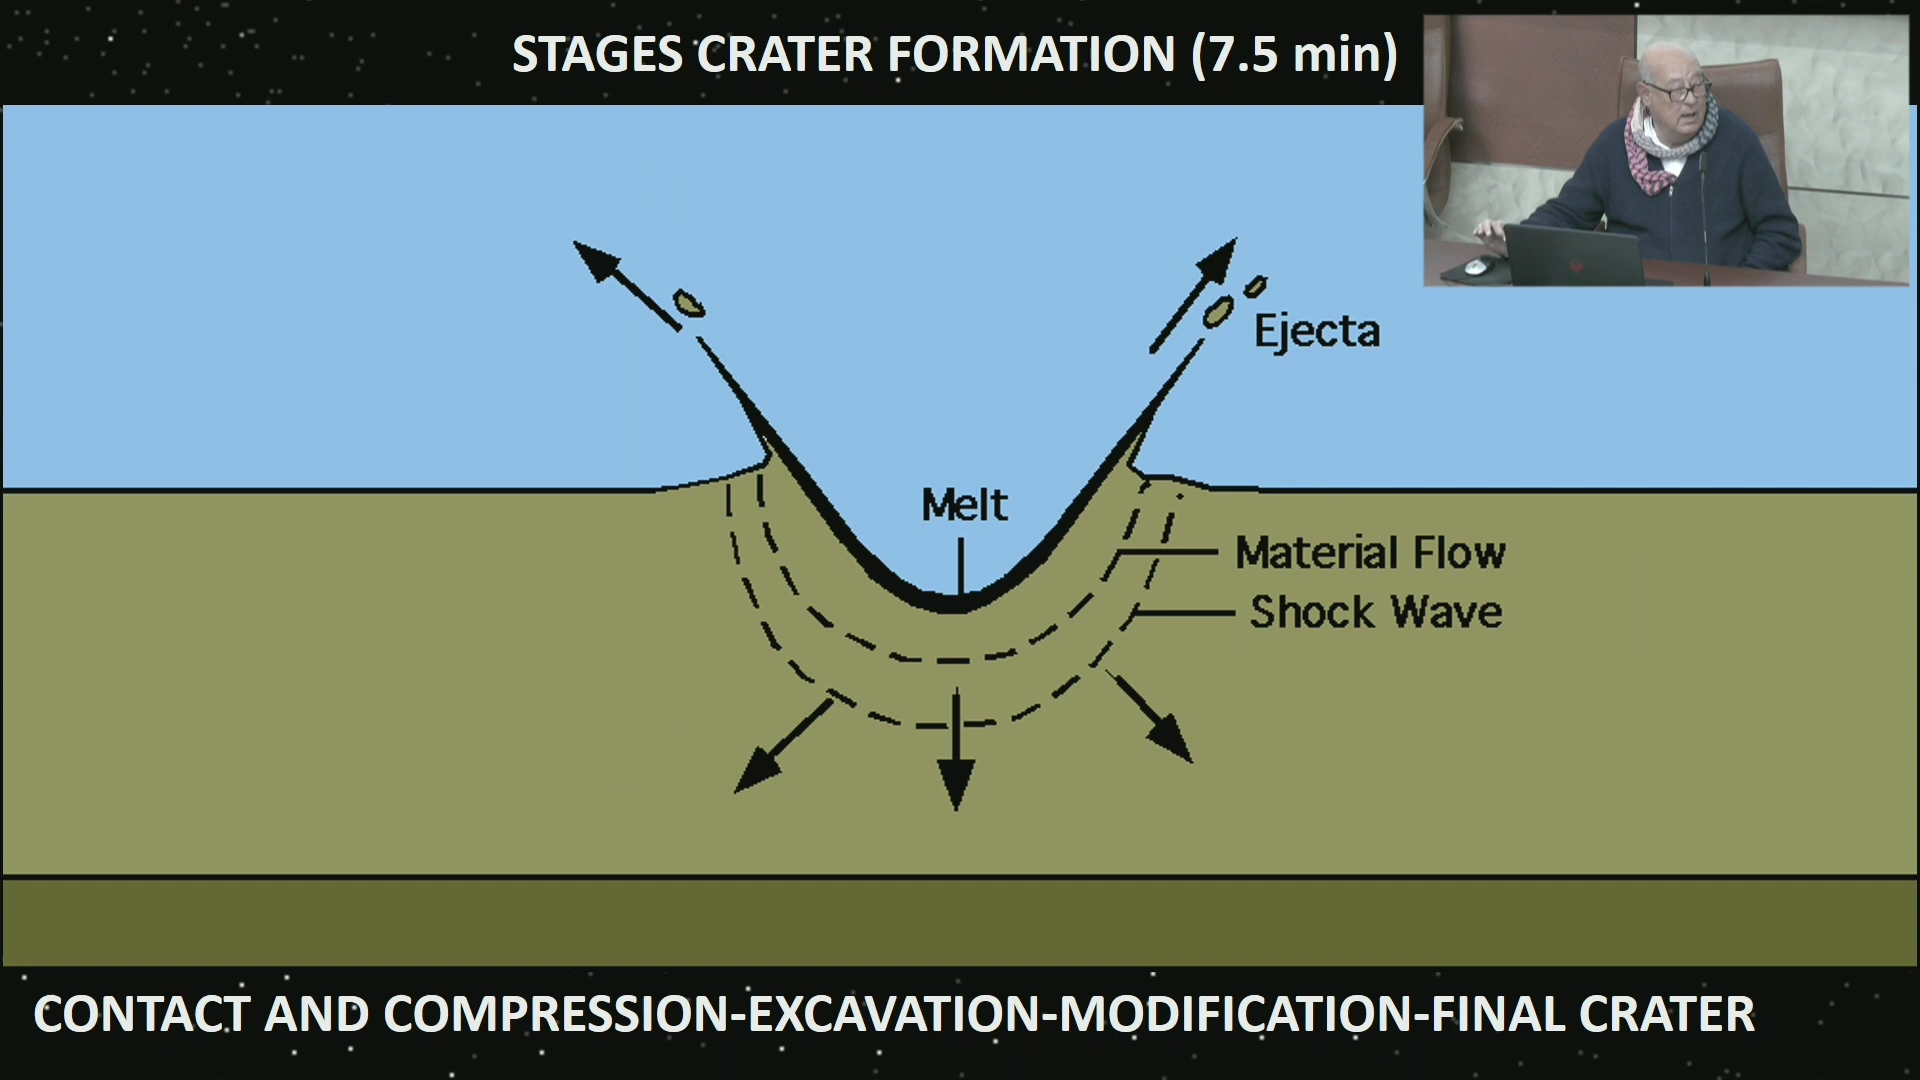 STAGES CRATER FORMATION (7.5 min)
Ejecta
Melt
Material Flow
Shock Wave
CONTACT AND COMPRESSION-EXCAVATION-MODIFICATION-FINAL CRATER